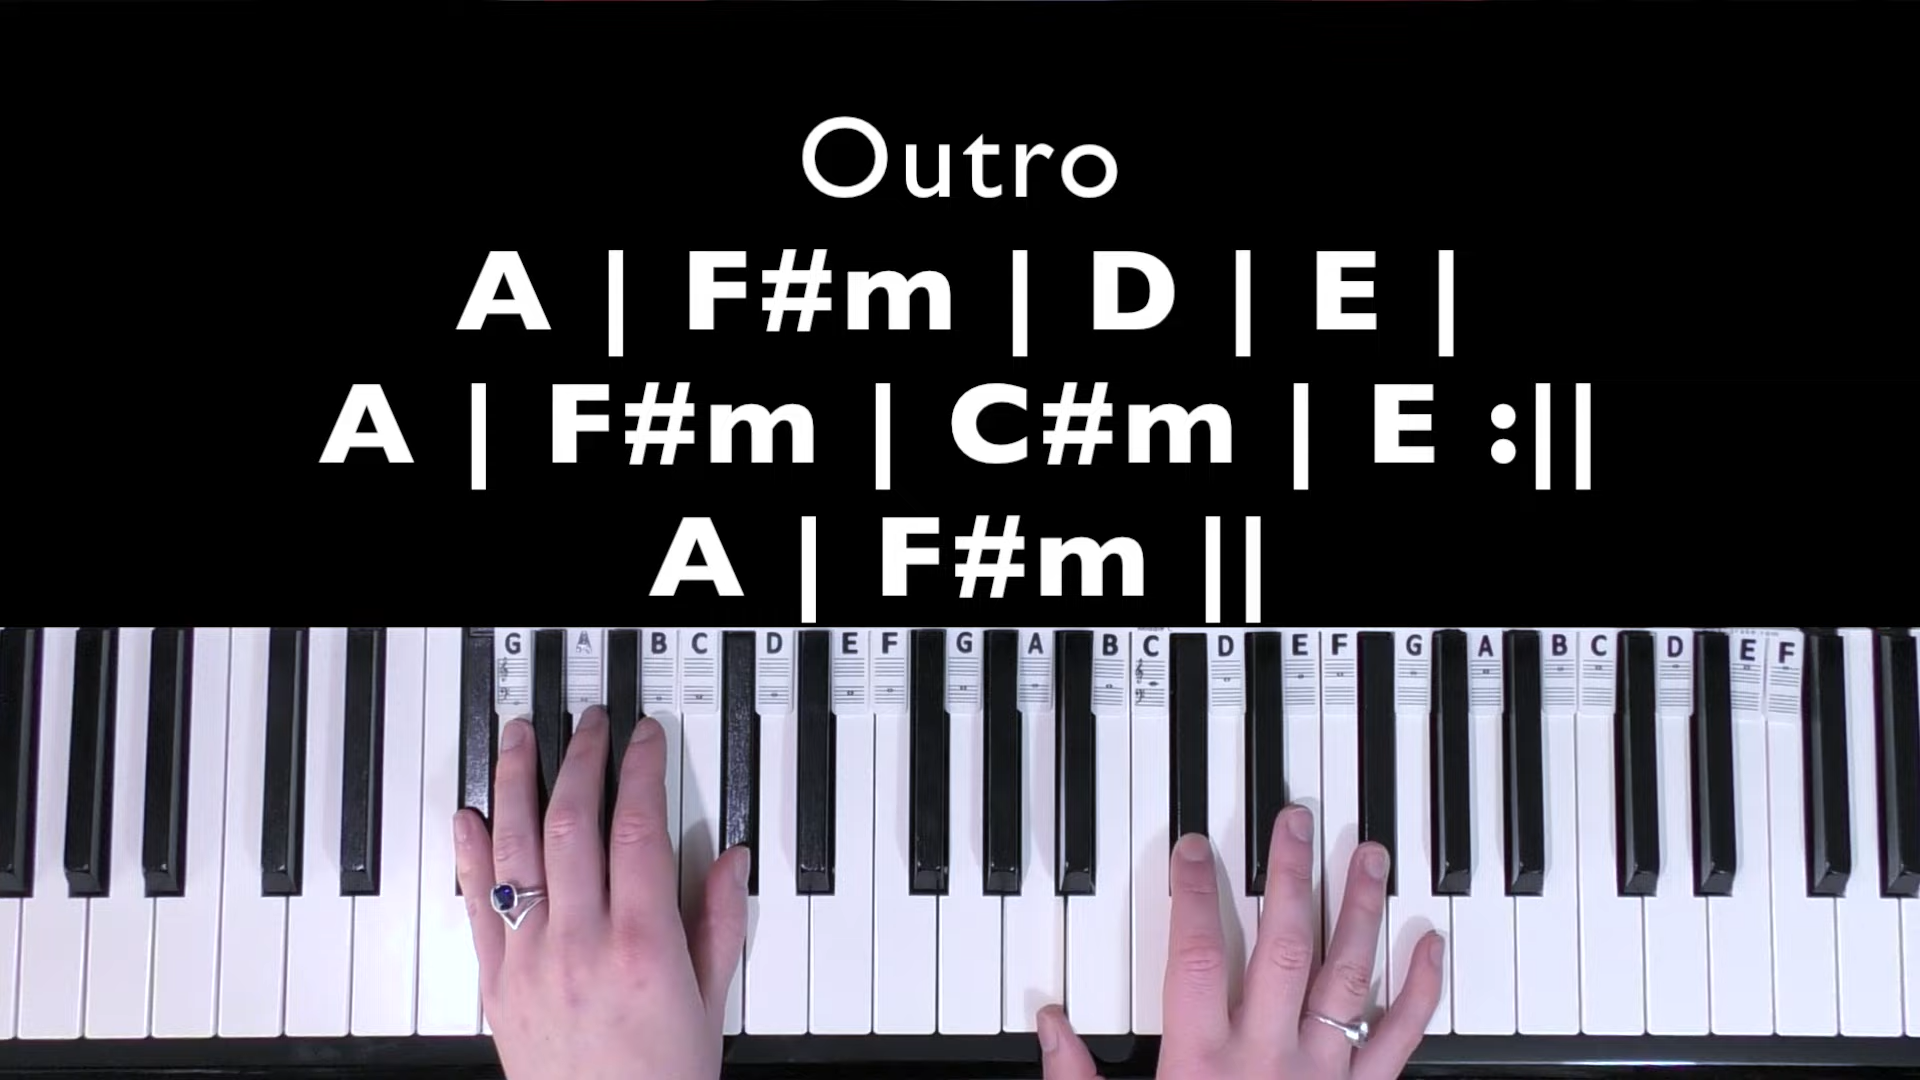 Outro
A | F#m | D | E |
A | F#m | C#m | E :||
A | F#m ||
G A B C D E F G A B C D E F G A B C D E F